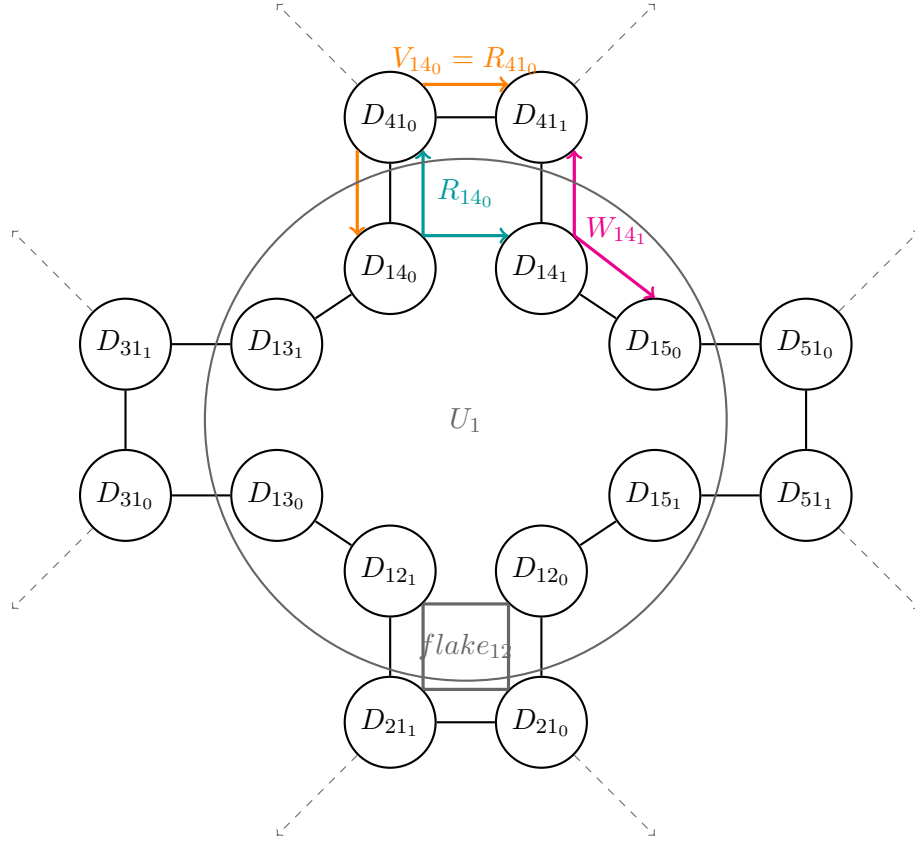 V_{14_0} = R_{41_0}
D_{41_0} D_{41_1}
R_{14_0}
W_{14_1}
D_{14_0} D_{14_1}
D_{31_1} D_{13_1} D_{15_0} D_{51_0}
U_1
D_{31_0} D_{13_0} D_{15_1} D_{51_1}
D_{12_1} D_{12_0}
flake_{12}
D_{21_1} D_{21_0}